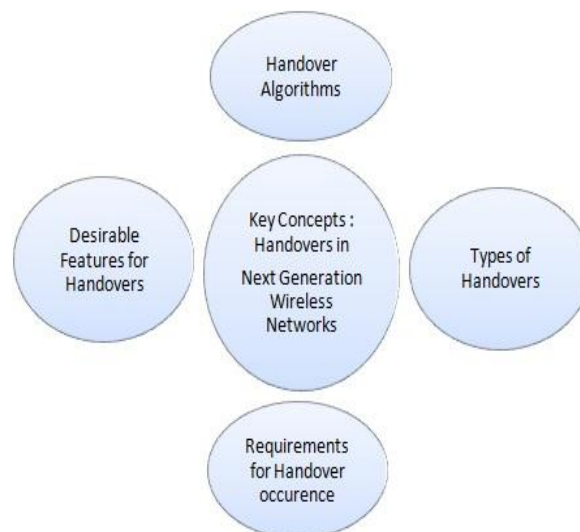 Handover
Algorithms
Desirable
Features for
Handovers
Key Concepts :
Handovers in
Next Generation
Wireless
Networks
Types of
Handovers
Requirements
for Handover
occurence